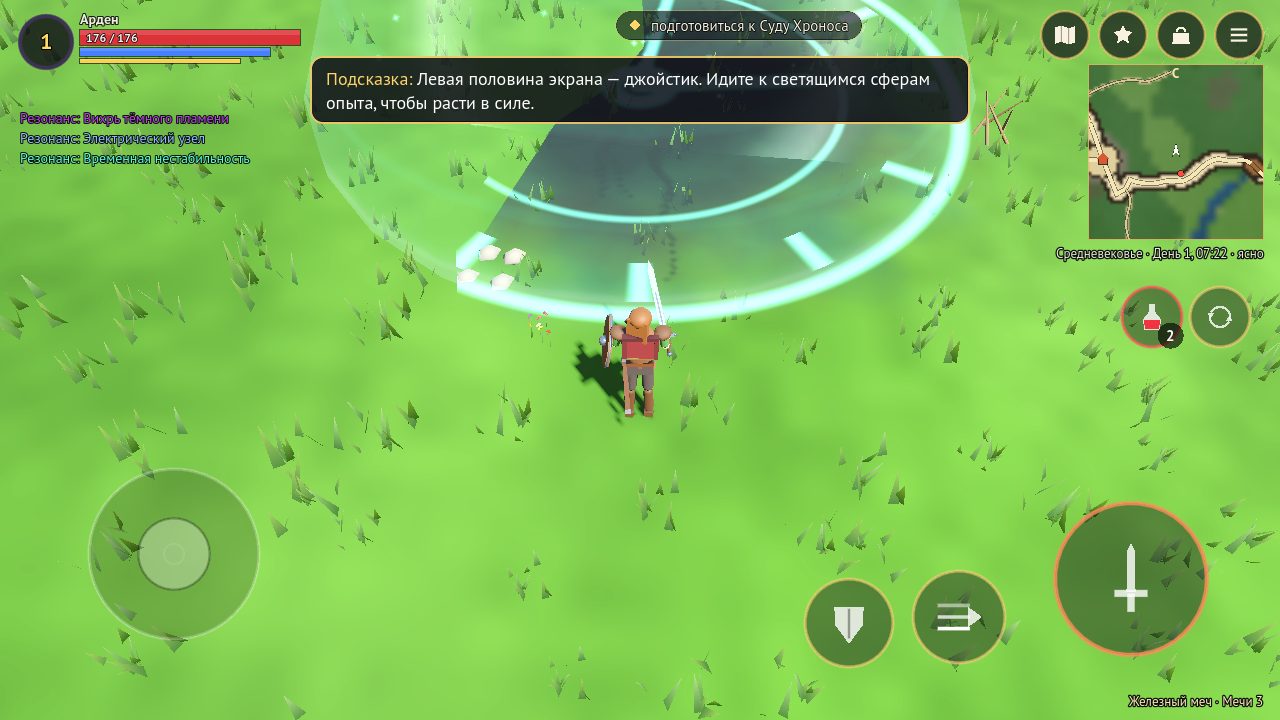 Арден
1
176 / 176
подготовиться к Суду Хроноса
Подсказка: Левая половина экрана — джойстик. Идите к светящимся сферам
опыта, чтобы расти в силе.
Резонанс: Вихрь тёмного пламени
Резонанс: Электрический узел
Резонанс: Временная нестабильность
С
Средневековье · День 1, 07:22 · ясно
2
Железный меч · Мечи 3